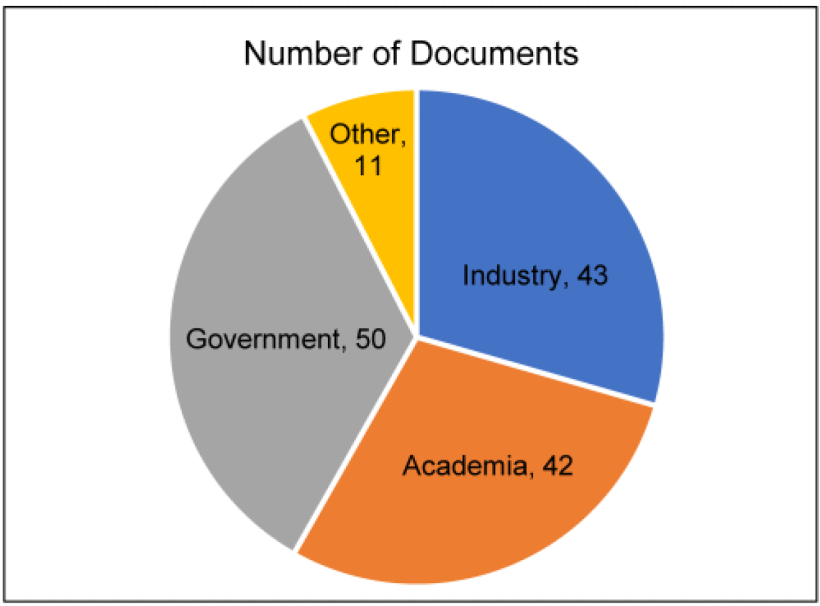 Number of Documents
Other,
11
Industry, 43
Government, 50
Academia, 42